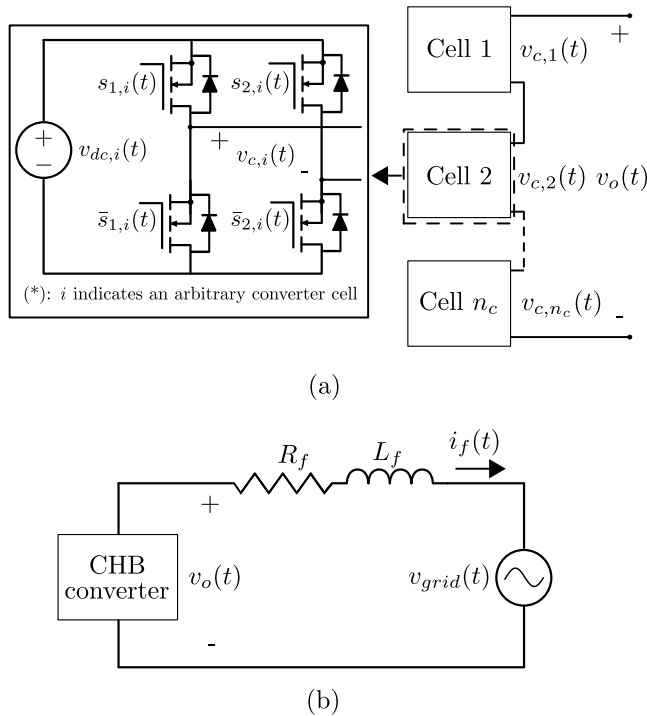 Cell 1
v_{c,1}(t)
+
s_{1,i}(t)
s_{2,i}(t)
+
−
v_{dc,i}(t)
+
v_{c,i}(t)
-
Cell 2
v_{c,2}(t)
v_o(t)
s̄_{1,i}(t)
s̄_{2,i}(t)
(*): i indicates an arbitrary converter cell
Cell n_c
v_{c,n_c}(t)
-
(a)
R_f
L_f
i_f(t)
+
CHB
converter
v_o(t)
v_{grid}(t)
-
(b)